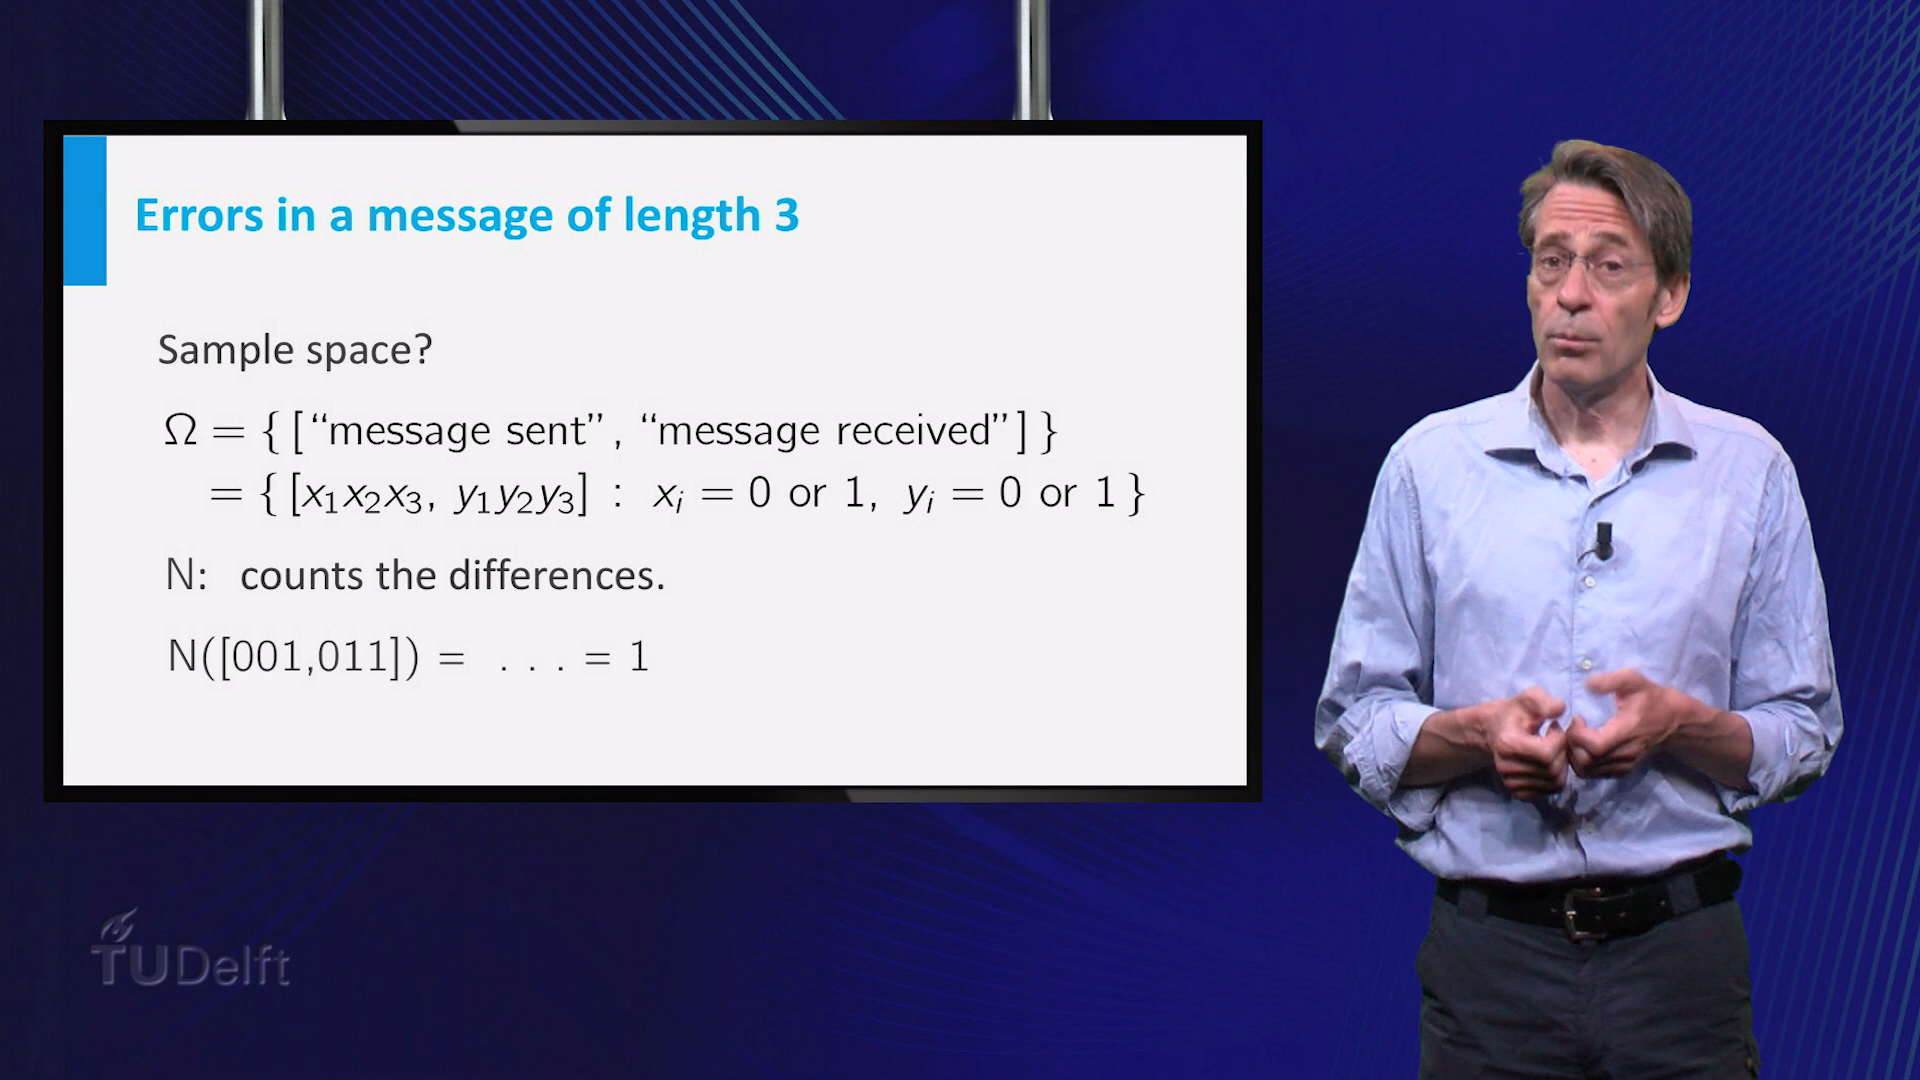 Errors in a message of length 3
Sample space?
Ω = { [ “message sent”, “message received” ] }
= { [x₁x₂x₃, y₁y₂y₃] : xᵢ = 0 or 1, yᵢ = 0 or 1 }
N: counts the differences.
N([001,011]) = . . . = 1
TUDelft